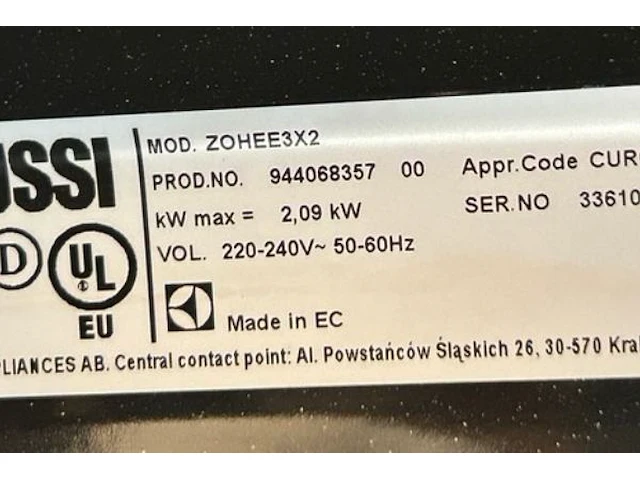 USSI
MOD. ZOHEE3X2
PROD.NO. 944068357 00
Appr.Code CUR
kW max = 2,09 kW
SER.NO 33610
VOL. 220-240V~ 50-60Hz
D
UL
EU
Made in EC
PLIANCES AB. Central contact point: Al. Powstańców Śląskich 26, 30-570 Kra